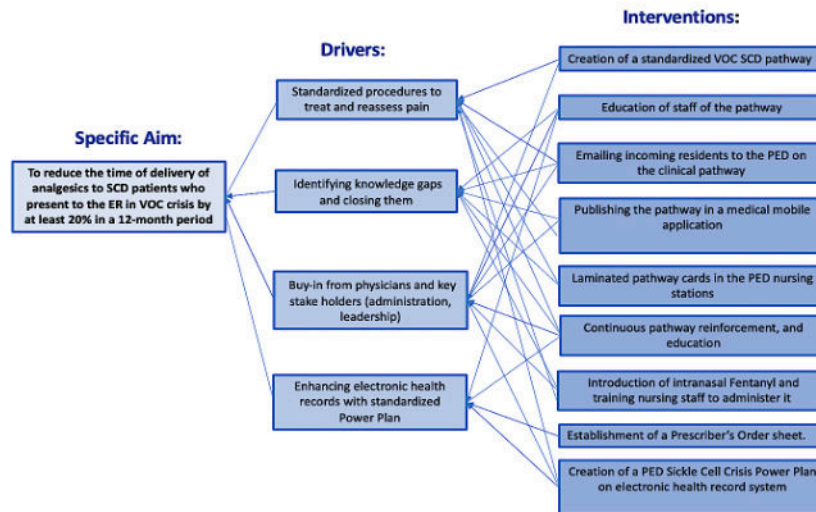 Interventions:
Drivers:
Specific Aim:
To reduce the time of delivery of
analgesics to SCD patients who
present to the ER in VOC crisis by
at least 20% in a 12-month period
Standardized procedures to
treat and reassess pain
Identifying knowledge gaps
and closing them
Buy-in from physicians and key
stake holders (administration,
leadership)
Enhancing electronic health
records with standardized
Power Plan
Creation of a standardized VOC SCD pathway
Education of staff of the pathway
Emailing incoming residents to the PED on
the clinical pathway
Publishing the pathway in a medical mobile
application
Laminated pathway cards in the PED nursing
stations
Continuous pathway reinforcement, and
education
Introduction of intranasal Fentanyl and
training nursing staff to administer it
Establishment of a Prescriber's Order sheet.
Creation of a PED Sickle Cell Crisis Power Plan
on electronic health record system